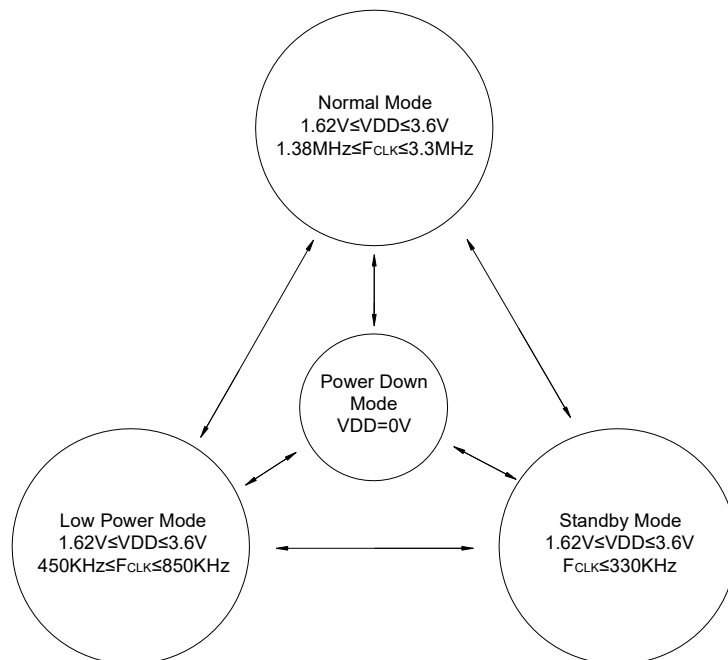 Normal Mode
1.62V≤VDD≤3.6V
1.38MHz≤FCLK≤3.3MHz
Power Down
Mode
VDD=0V
Low Power Mode
1.62V≤VDD≤3.6V
450KHz≤FCLK≤850KHz
Standby Mode
1.62V≤VDD≤3.6V
FCLK≤330KHz